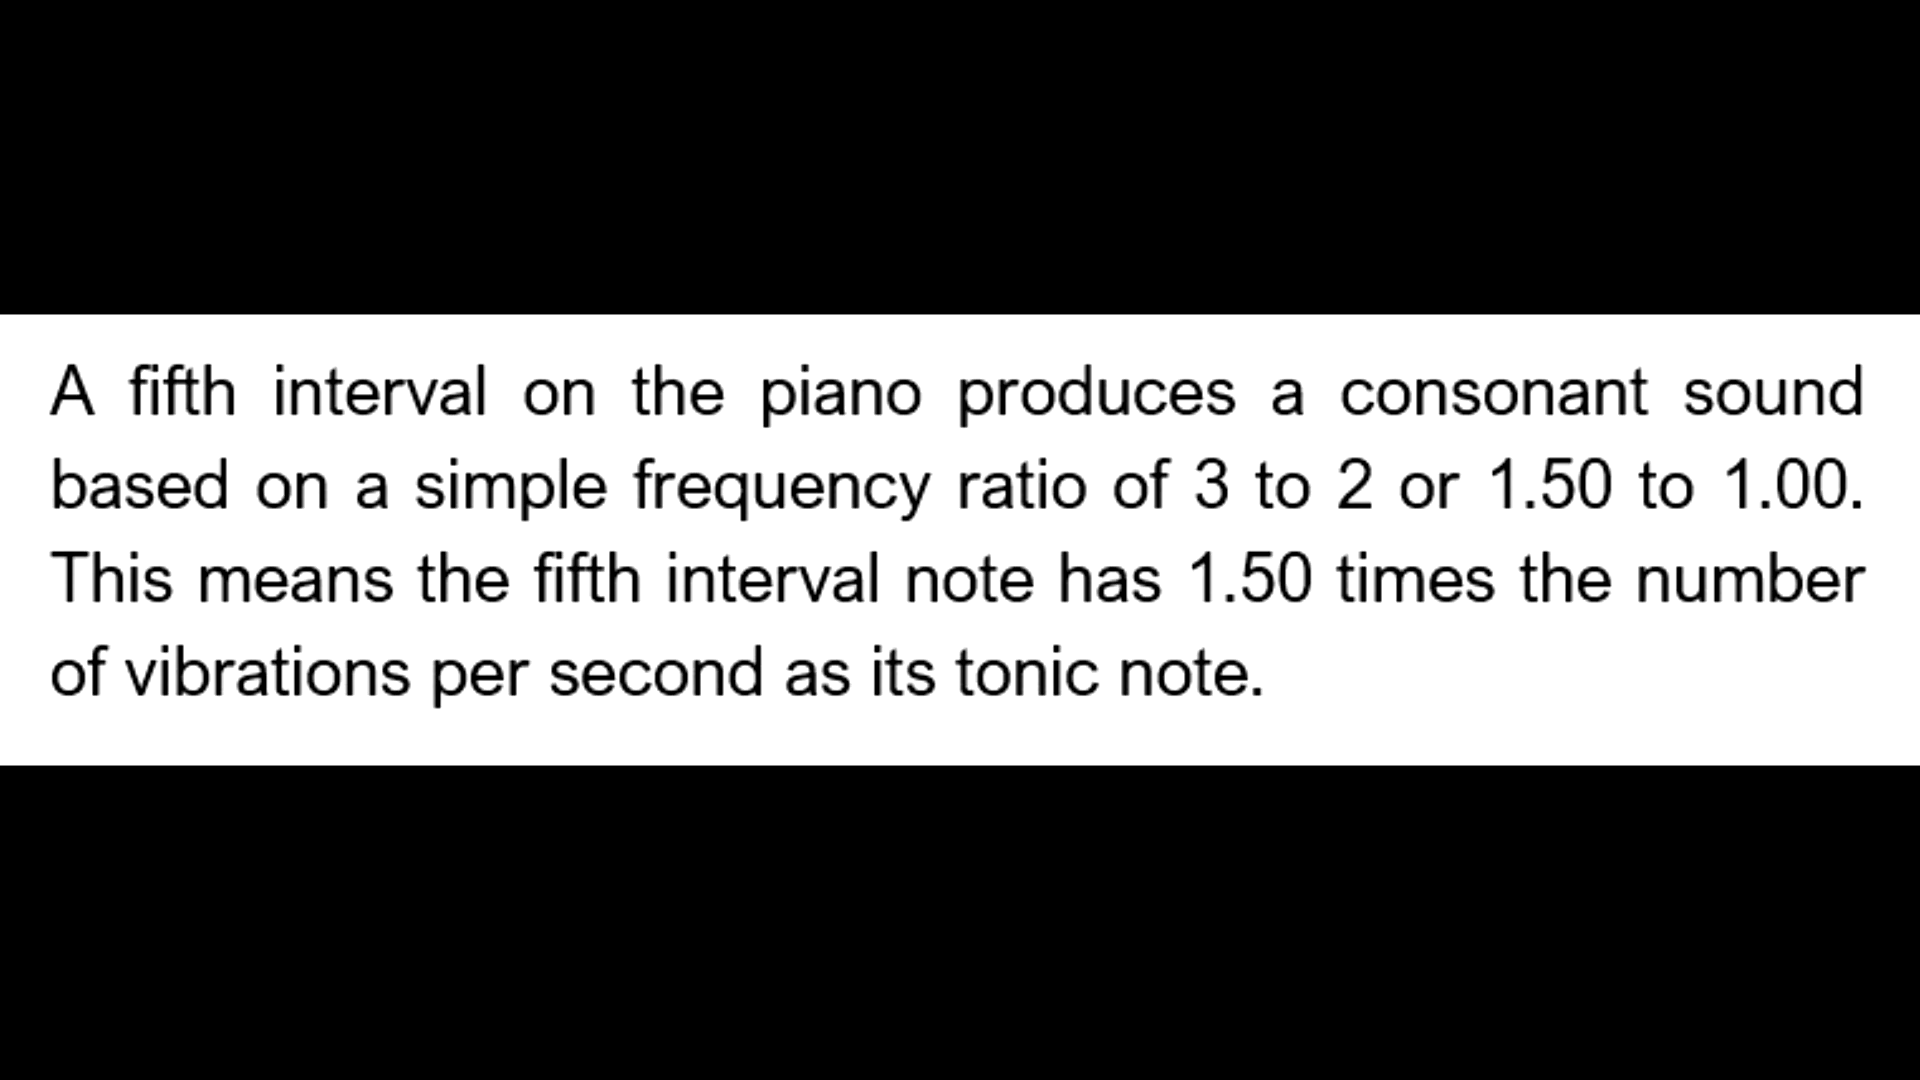 A fifth interval on the piano produces a consonant sound
based on a simple frequency ratio of 3 to 2 or 1.50 to 1.00.
This means the fifth interval note has 1.50 times the number
of vibrations per second as its tonic note.